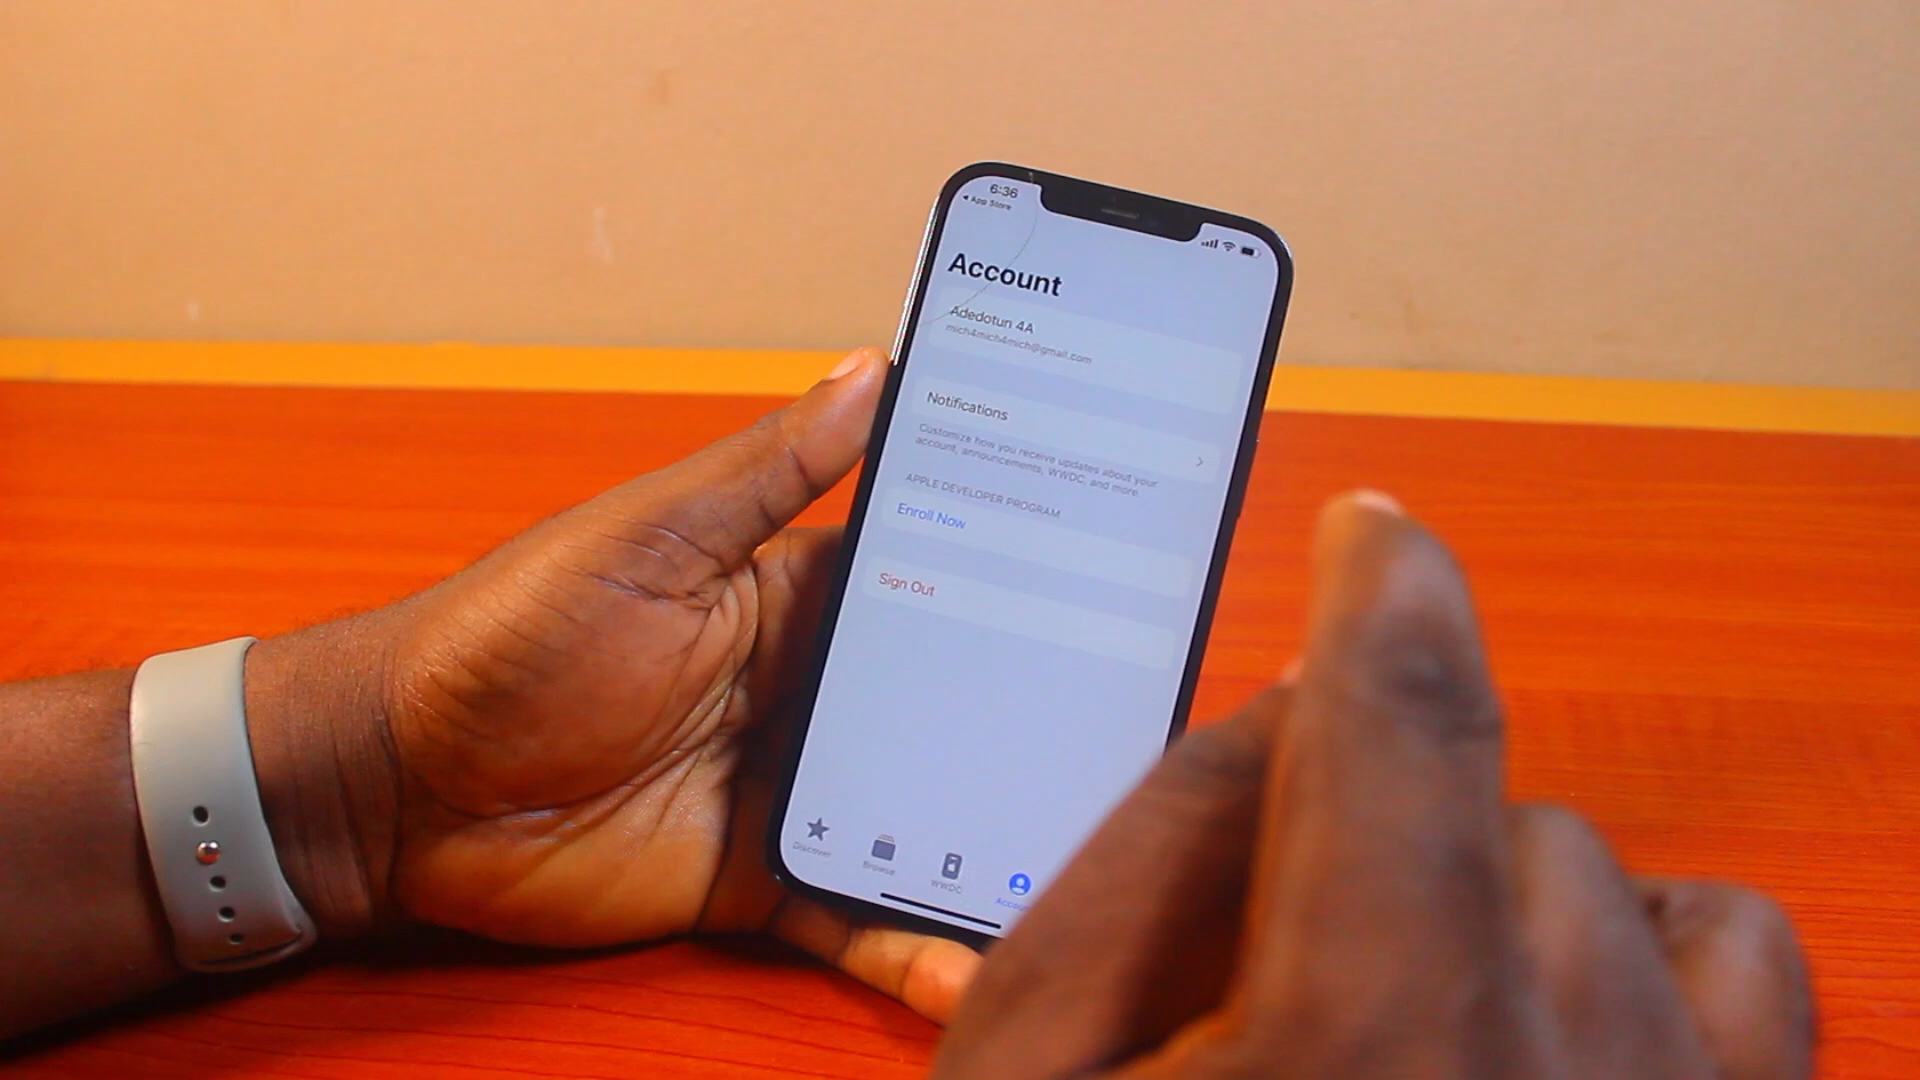 6:36
◀ App Store
Account
Adedotun 4A
mich4mich4mich@gmail.com
Notifications
Customize how you receive updates about your
account, announcements, WWDC, and more.
APPLE DEVELOPER PROGRAM
Enroll Now
Sign Out
Discover
Browse
WWDC
Accou